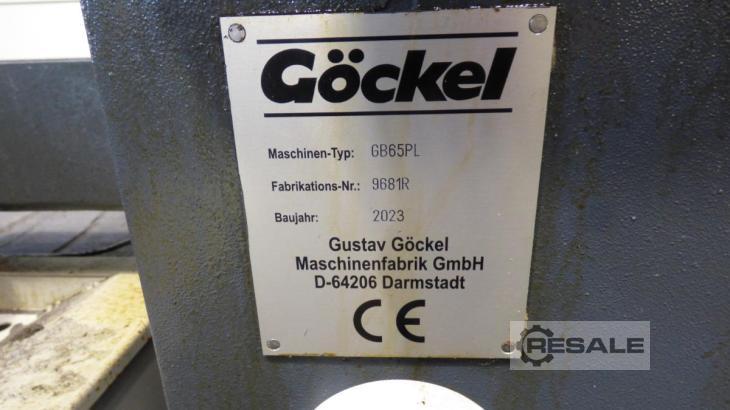 Göckel
Maschinen-Typ: GB65PL
Fabrikations-Nr.: 9681R
Baujahr: 2023
Gustav Göckel
Maschinenfabrik GmbH
D-64206 Darmstadt
CE
RESALE